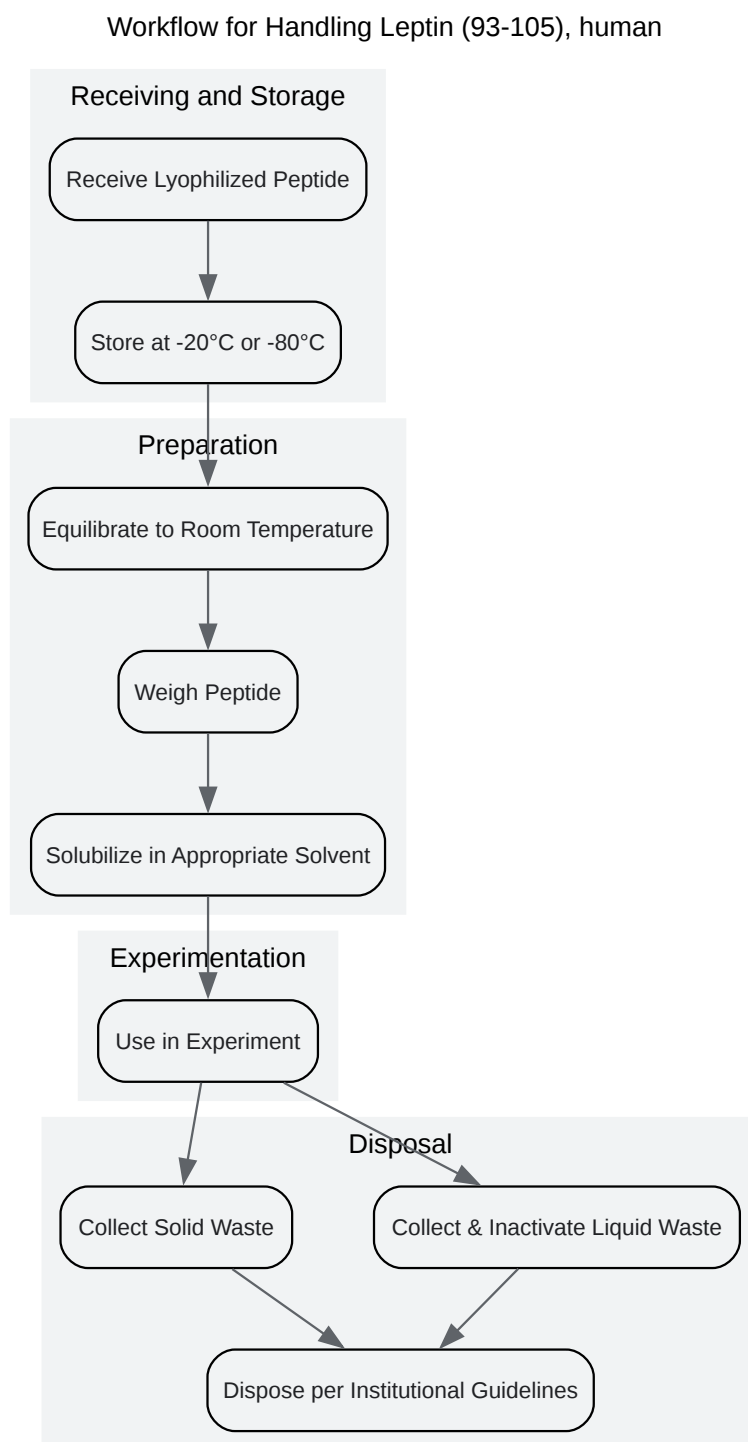 Workflow for Handling Leptin (93-105), human
Receiving and Storage
Receive Lyophilized Peptide
Store at -20°C or -80°C
Preparation
Equilibrate to Room Temperature
Weigh Peptide
Solubilize in Appropriate Solvent
Experimentation
Use in Experiment
Disposal
Collect Solid Waste
Collect & Inactivate Liquid Waste
Dispose per Institutional Guidelines